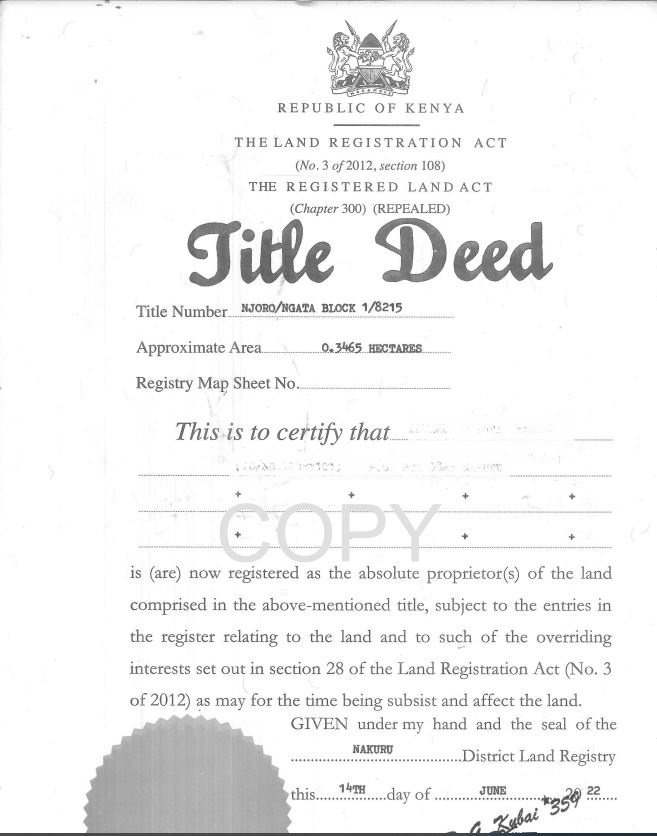 REPUBLIC OF KENYA
THE LAND REGISTRATION ACT
(No. 3 of 2012, section 108)
THE REGISTERED LAND ACT
(Chapter 300) (REPEALED)
Title Deed
Title Number NJORO/NGATA BLOCK 1/8215
Approximate Area 0.3465 HECTARES
Registry Map Sheet No.
This is to certify that
COPY
is (are) now registered as the absolute proprietor(s) of the land
comprised in the above-mentioned title, subject to the entries in
the register relating to the land and to such of the overriding
interests set out in section 28 of the Land Registration Act (No. 3
of 2012) as may for the time being subsist and affect the land.
GIVEN under my hand and the seal of the
NAKURU District Land Registry
this 14TH day of JUNE 20 22
Kubai *359